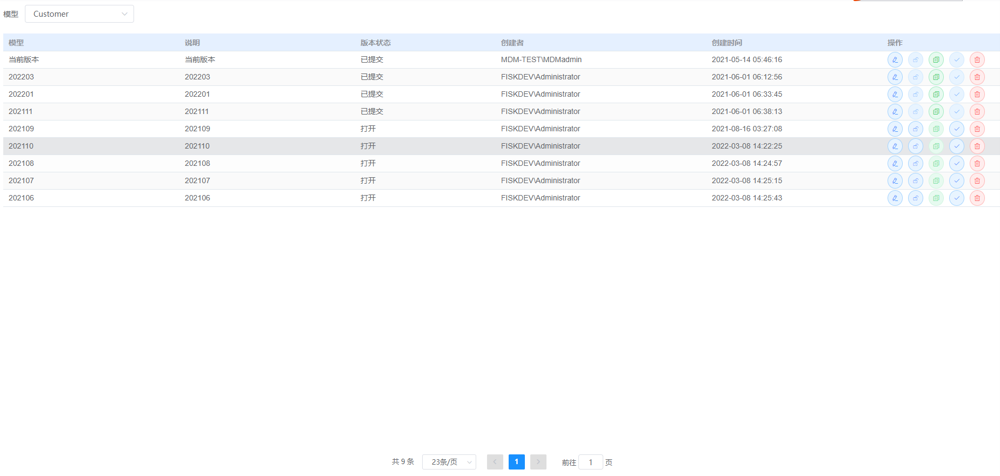 模型 Customer
模型 说明 版本状态 创建者 创建时间 操作
当前版本 当前版本 已提交 MDM-TEST\MDMadmin 2021-05-14 05:46:16
202203 202203 已提交 FISKDEV\Administrator 2021-06-01 06:12:56
202201 202201 已提交 FISKDEV\Administrator 2021-06-01 06:33:45
202111 202111 已提交 FISKDEV\Administrator 2021-06-01 06:38:13
202109 202109 打开 FISKDEV\Administrator 2021-08-16 03:27:08
202110 202110 打开 FISKDEV\Administrator 2022-03-08 14:22:25
202108 202108 打开 FISKDEV\Administrator 2022-03-08 14:24:57
202107 202107 打开 FISKDEV\Administrator 2022-03-08 14:25:15
202106 202106 打开 FISKDEV\Administrator 2022-03-08 14:25:43
共 9 条 23条/页 1 前往 1 页